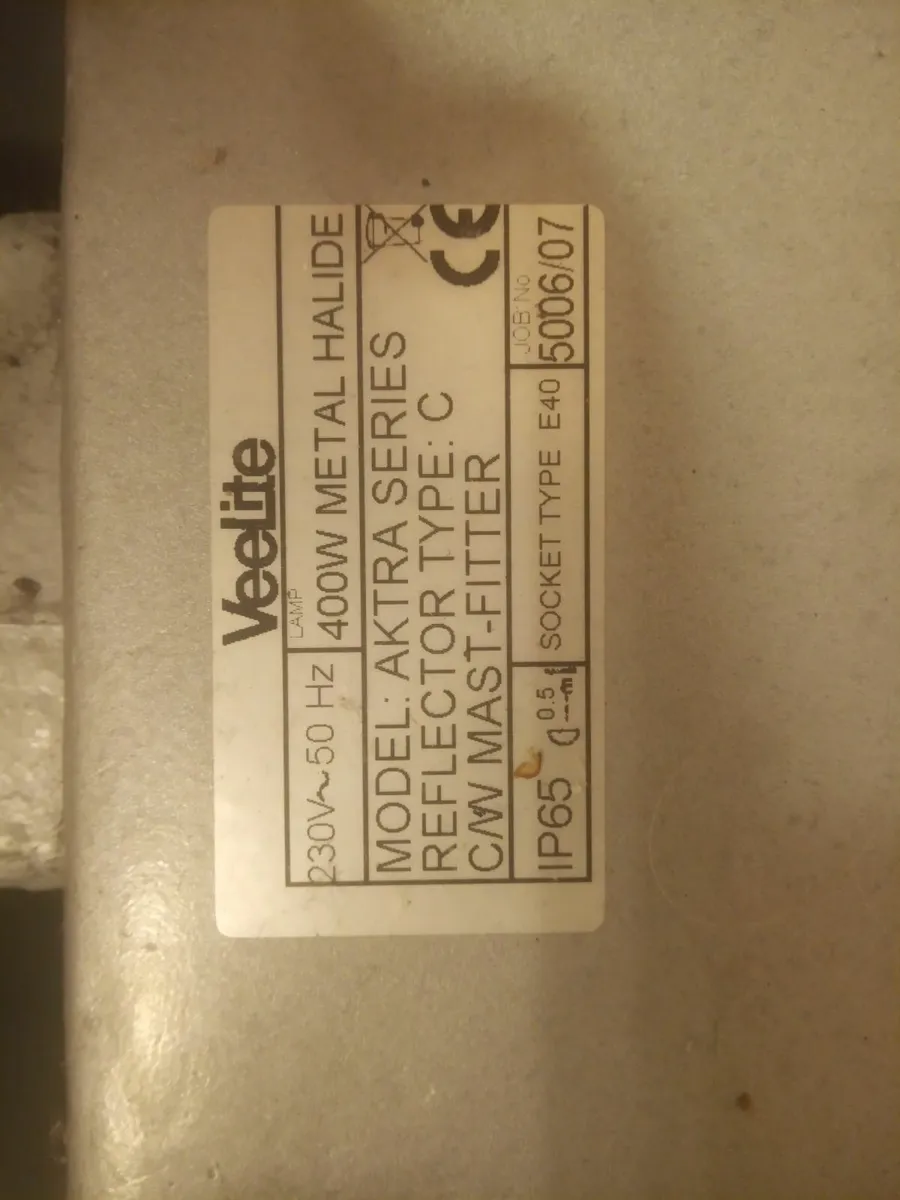 VeeLite
230V~50 Hz
LAMP
400W METAL HALIDE
MODEL: AKTRA SERIES
REFLECTOR TYPE: C
C/W MAST-FITTER
CE
IP65
0.5
---m
SOCKET TYPE E40
JOB No
5006/07